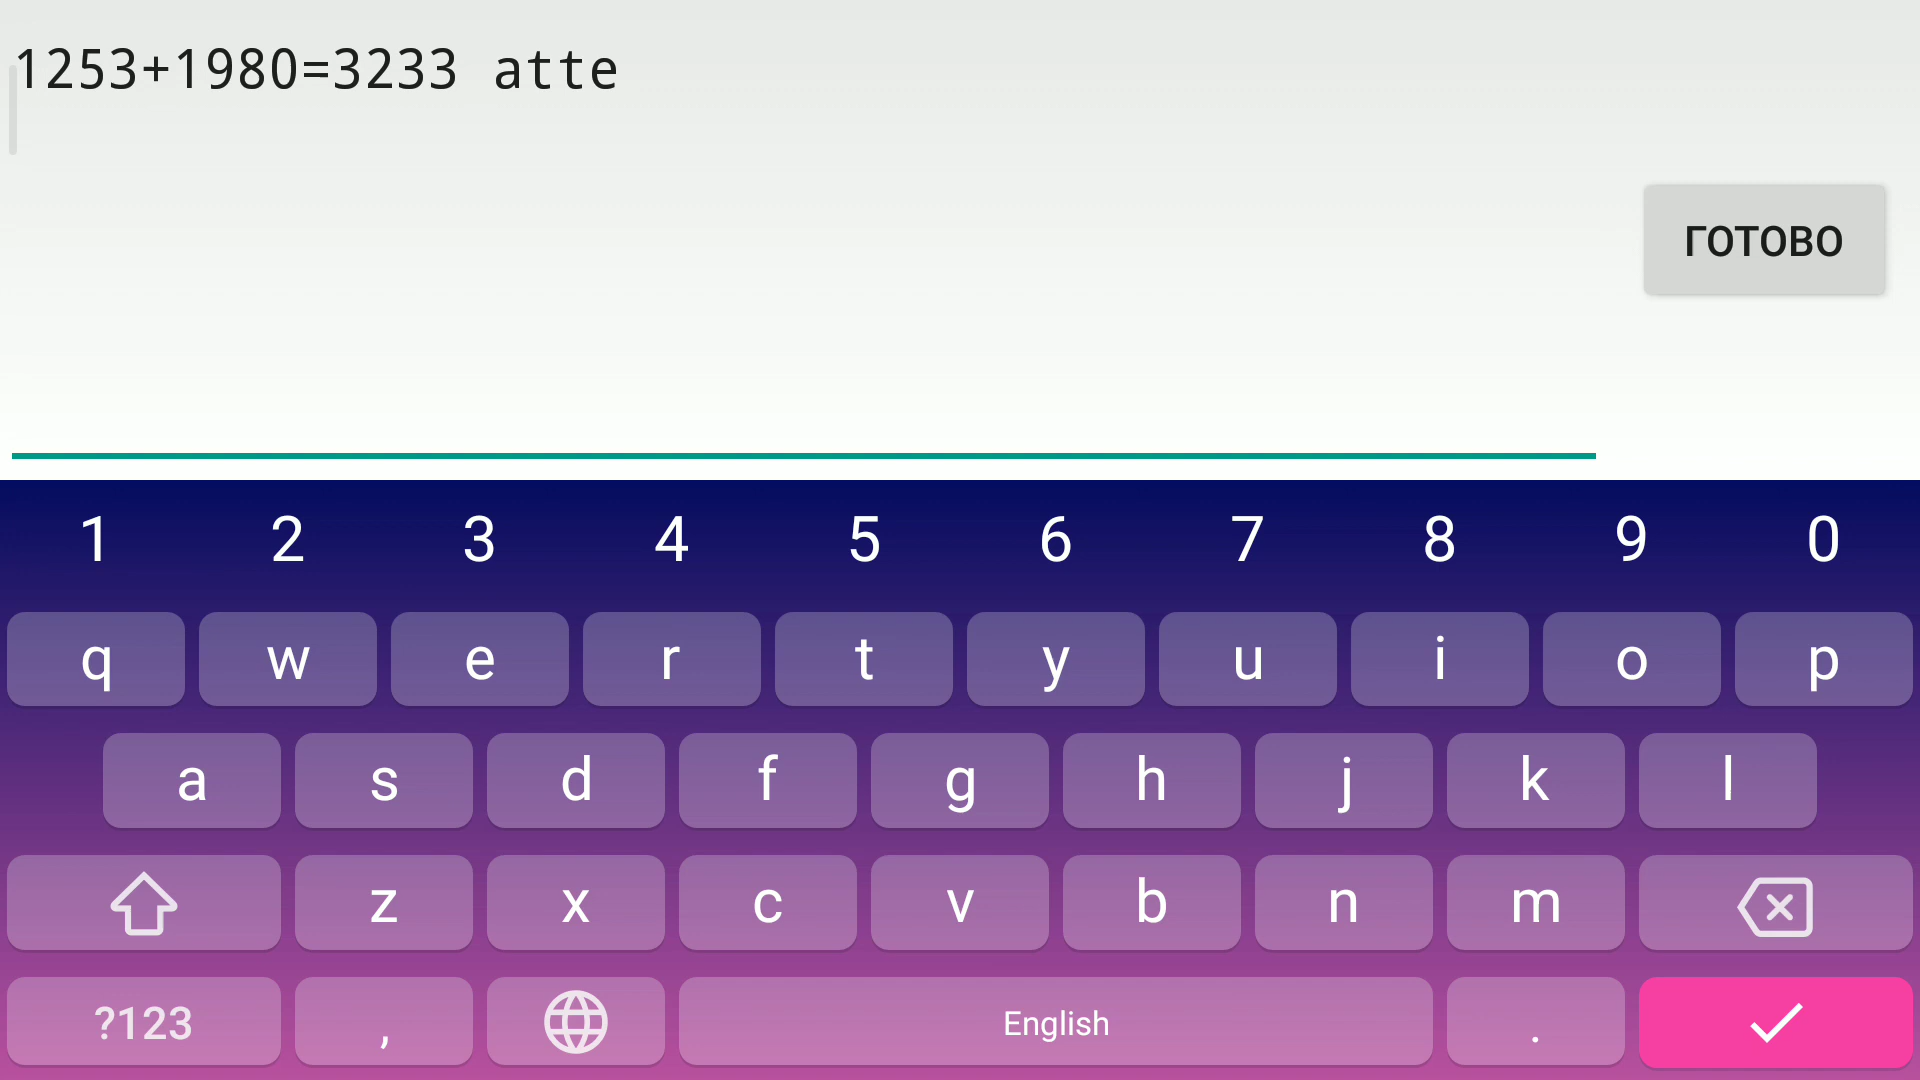 1253+1980=3233 atte
ГОТОВО
1 2 3 4 5 6 7 8 9 0
q w e r t y u i o p
a s d f g h j k l
z x c v b n m
?123 , English .